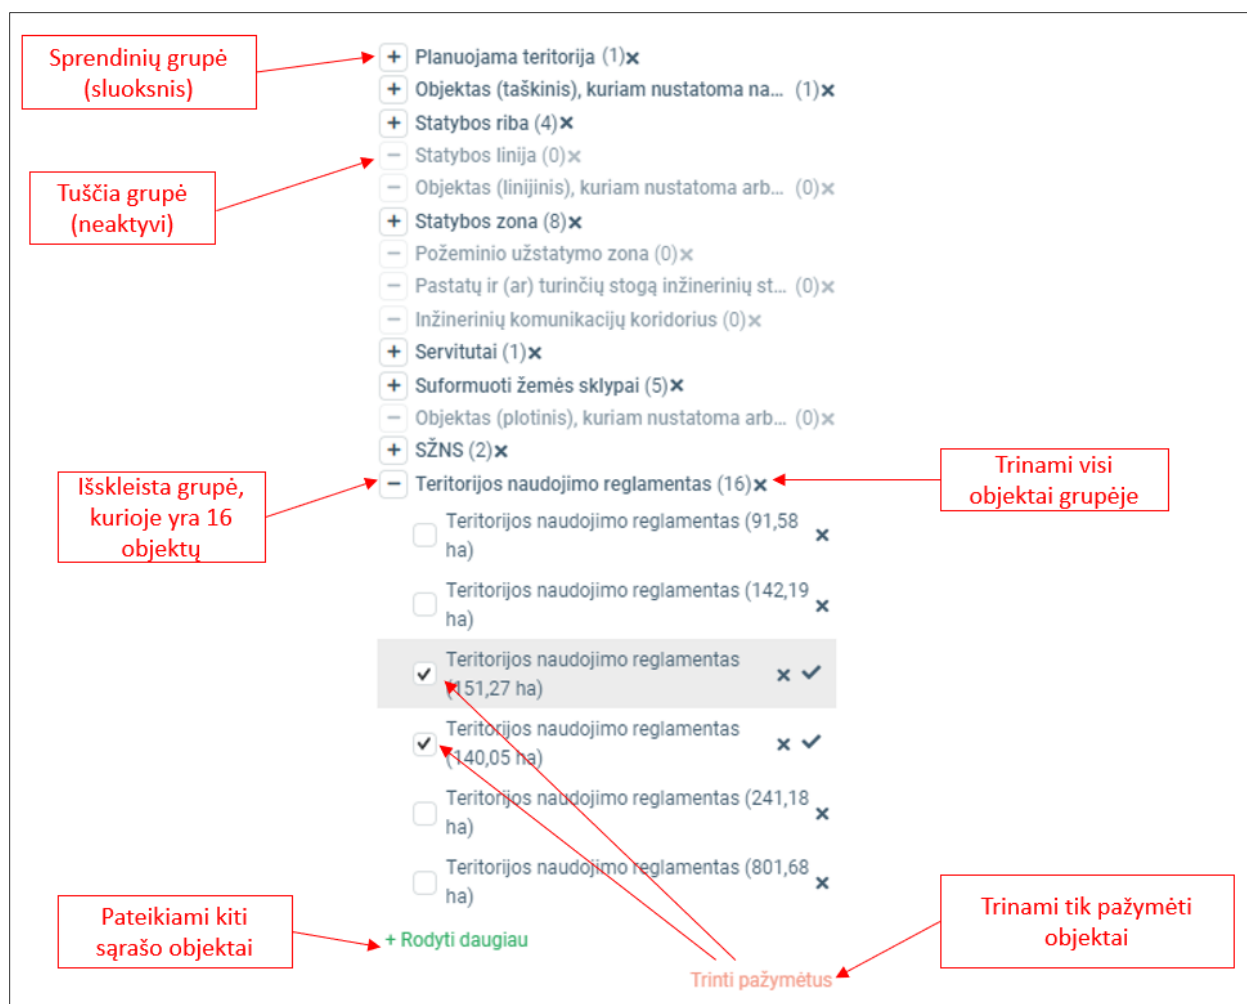 Sprendinių grupė
(sluoksnis)
Tuščia grupė
(neaktyvi)
Išskleista grupė,
kurioje yra 16
objektų
Pateikiami kiti
sąrašo objektai
Planuojama teritorija (1)
Objektas (taškinis), kuriam nustatoma na... (1)
Statybos riba (4)
Statybos linija (0)
Objektas (linijinis), kuriam nustatoma arb... (0)
Statybos zona (8)
Požeminio užstatymo zona (0)
Pastatų ir (ar) turinčių stogą inžinerinių st... (0)
Inžinerinių komunikacijų koridorius (0)
Servitutai (1)
Suformuoti žemės sklypai (5)
Objektas (plotinis), kuriam nustatoma arb... (0)
SŽNS (2)
Teritorijos naudojimo reglamentas (16)
Teritorijos naudojimo reglamentas (91,58
ha)
Teritorijos naudojimo reglamentas (142,19
ha)
Teritorijos naudojimo reglamentas
(151,27 ha)
Teritorijos naudojimo reglamentas
(140,05 ha)
Teritorijos naudojimo reglamentas (241,18
ha)
Teritorijos naudojimo reglamentas (801,68
ha)
+ Rodyti daugiau
Trinti pažymėtus
Trinami visi
objektai grupėje
Trinami tik pažymėti
objektai